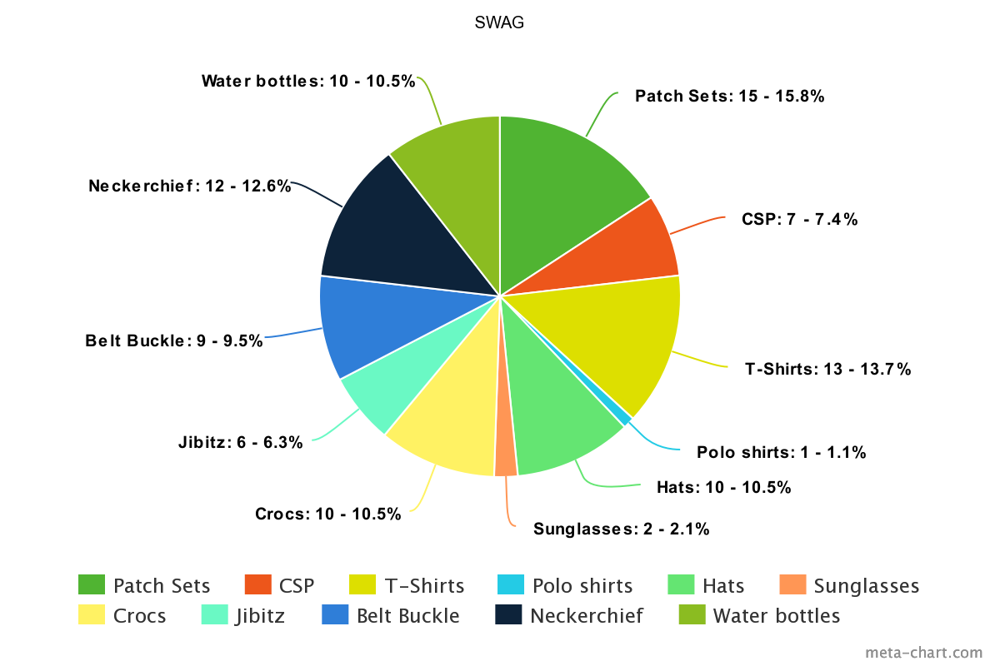 SWAG
Water bottles: 10 - 10.5%
Patch Sets: 15 - 15.8%
Neckerchief: 12 - 12.6%
CSP: 7 - 7.4%
Belt Buckle: 9 - 9.5%
T-Shirts: 13 - 13.7%
Jibitz: 6 - 6.3%
Polo shirts: 1 - 1.1%
Hats: 10 - 10.5%
Crocs: 10 - 10.5%
Sunglasses: 2 - 2.1%
Patch Sets CSP T-Shirts Polo shirts Hats Sunglasses
Crocs Jibitz Belt Buckle Neckerchief Water bottles
meta-chart.com